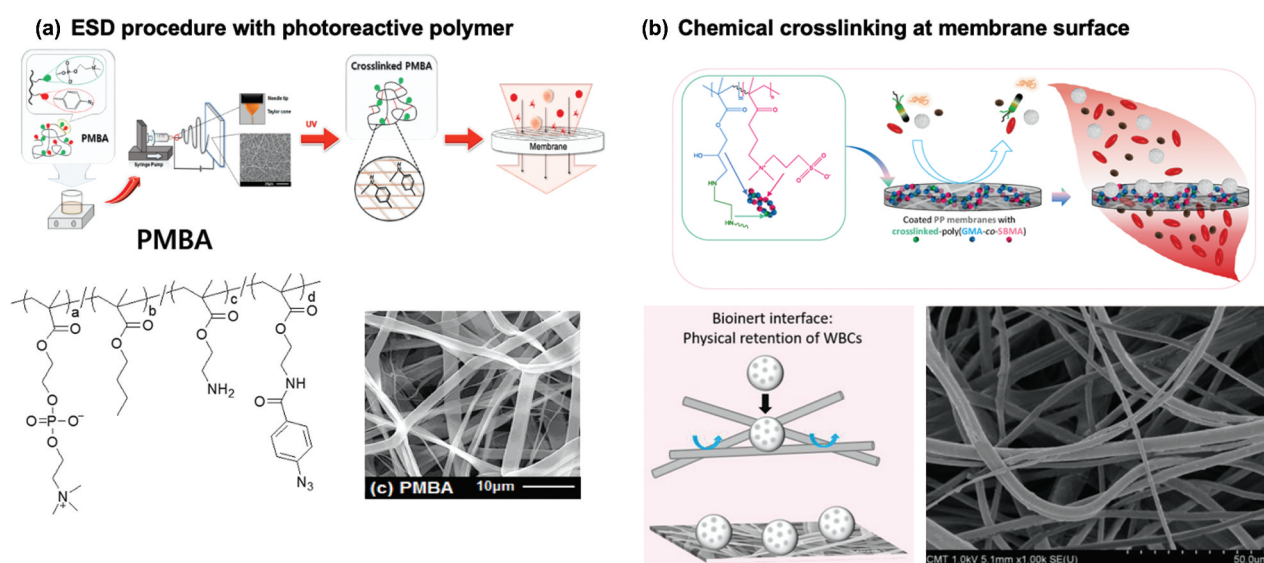 (a) ESD procedure with photoreactive polymer
PMBA
Syringe Pump
Needle tip
Taylor cone
UV
Crosslinked PMBA
Membrane
PMBA
a
b
c
d
O
O
O
O
O
O
O
O
NH2
NH
O
O
O=P-O−
O
N+
N3
(c) PMBA 10µm
(b) Chemical crosslinking at membrane surface
O
O
O
O
HO
N+
S
O
O
O-
HN
HN
Coated PP membranes with
crosslinked-poly(GMA-co-SBMA)
Bioinert interface:
Physical retention of WBCs
CMT 1.0kV 5.1mm x1.00k SE(U)
50.0um